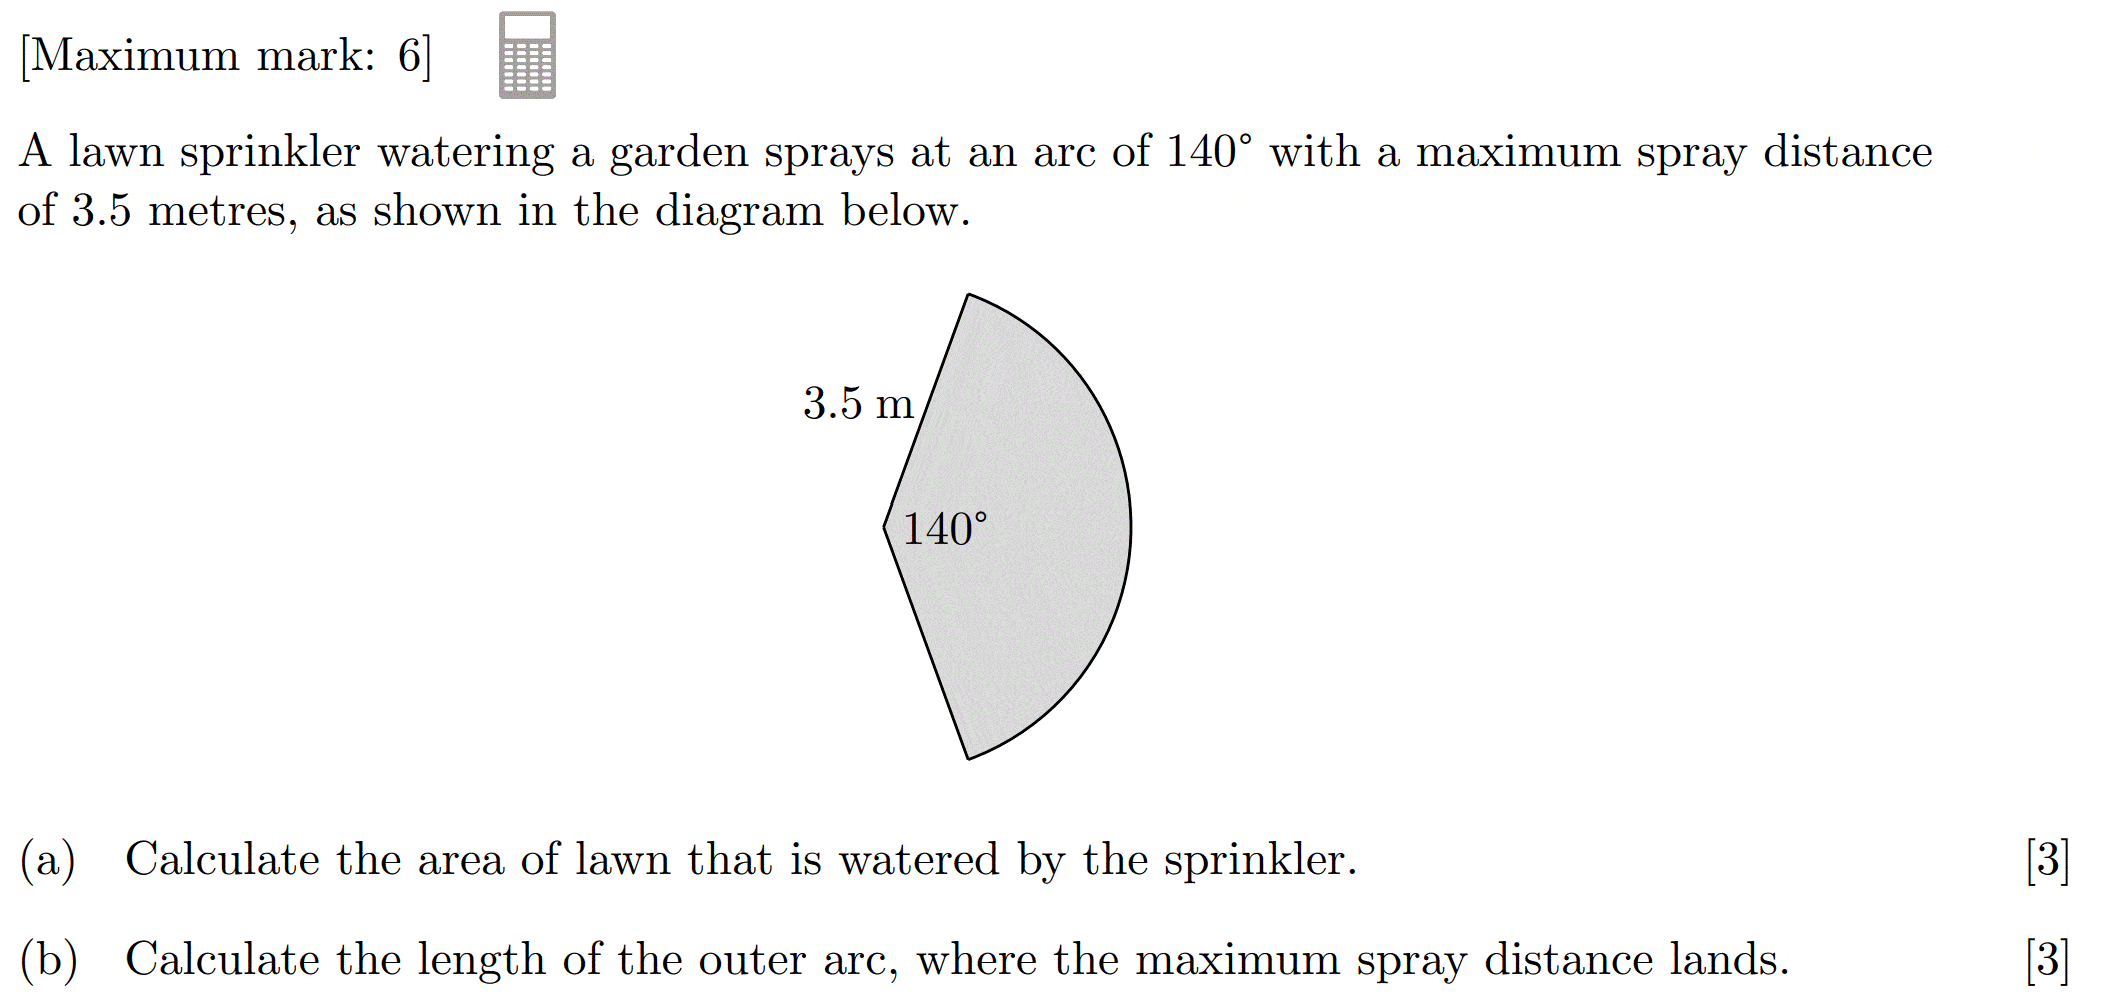 [Maximum mark: 6]
A lawn sprinkler watering a garden sprays at an arc of 140° with a maximum spray distance
of 3.5 metres, as shown in the diagram below.
3.5 m
140°
(a) Calculate the area of lawn that is watered by the sprinkler. [3]
(b) Calculate the length of the outer arc, where the maximum spray distance lands. [3]